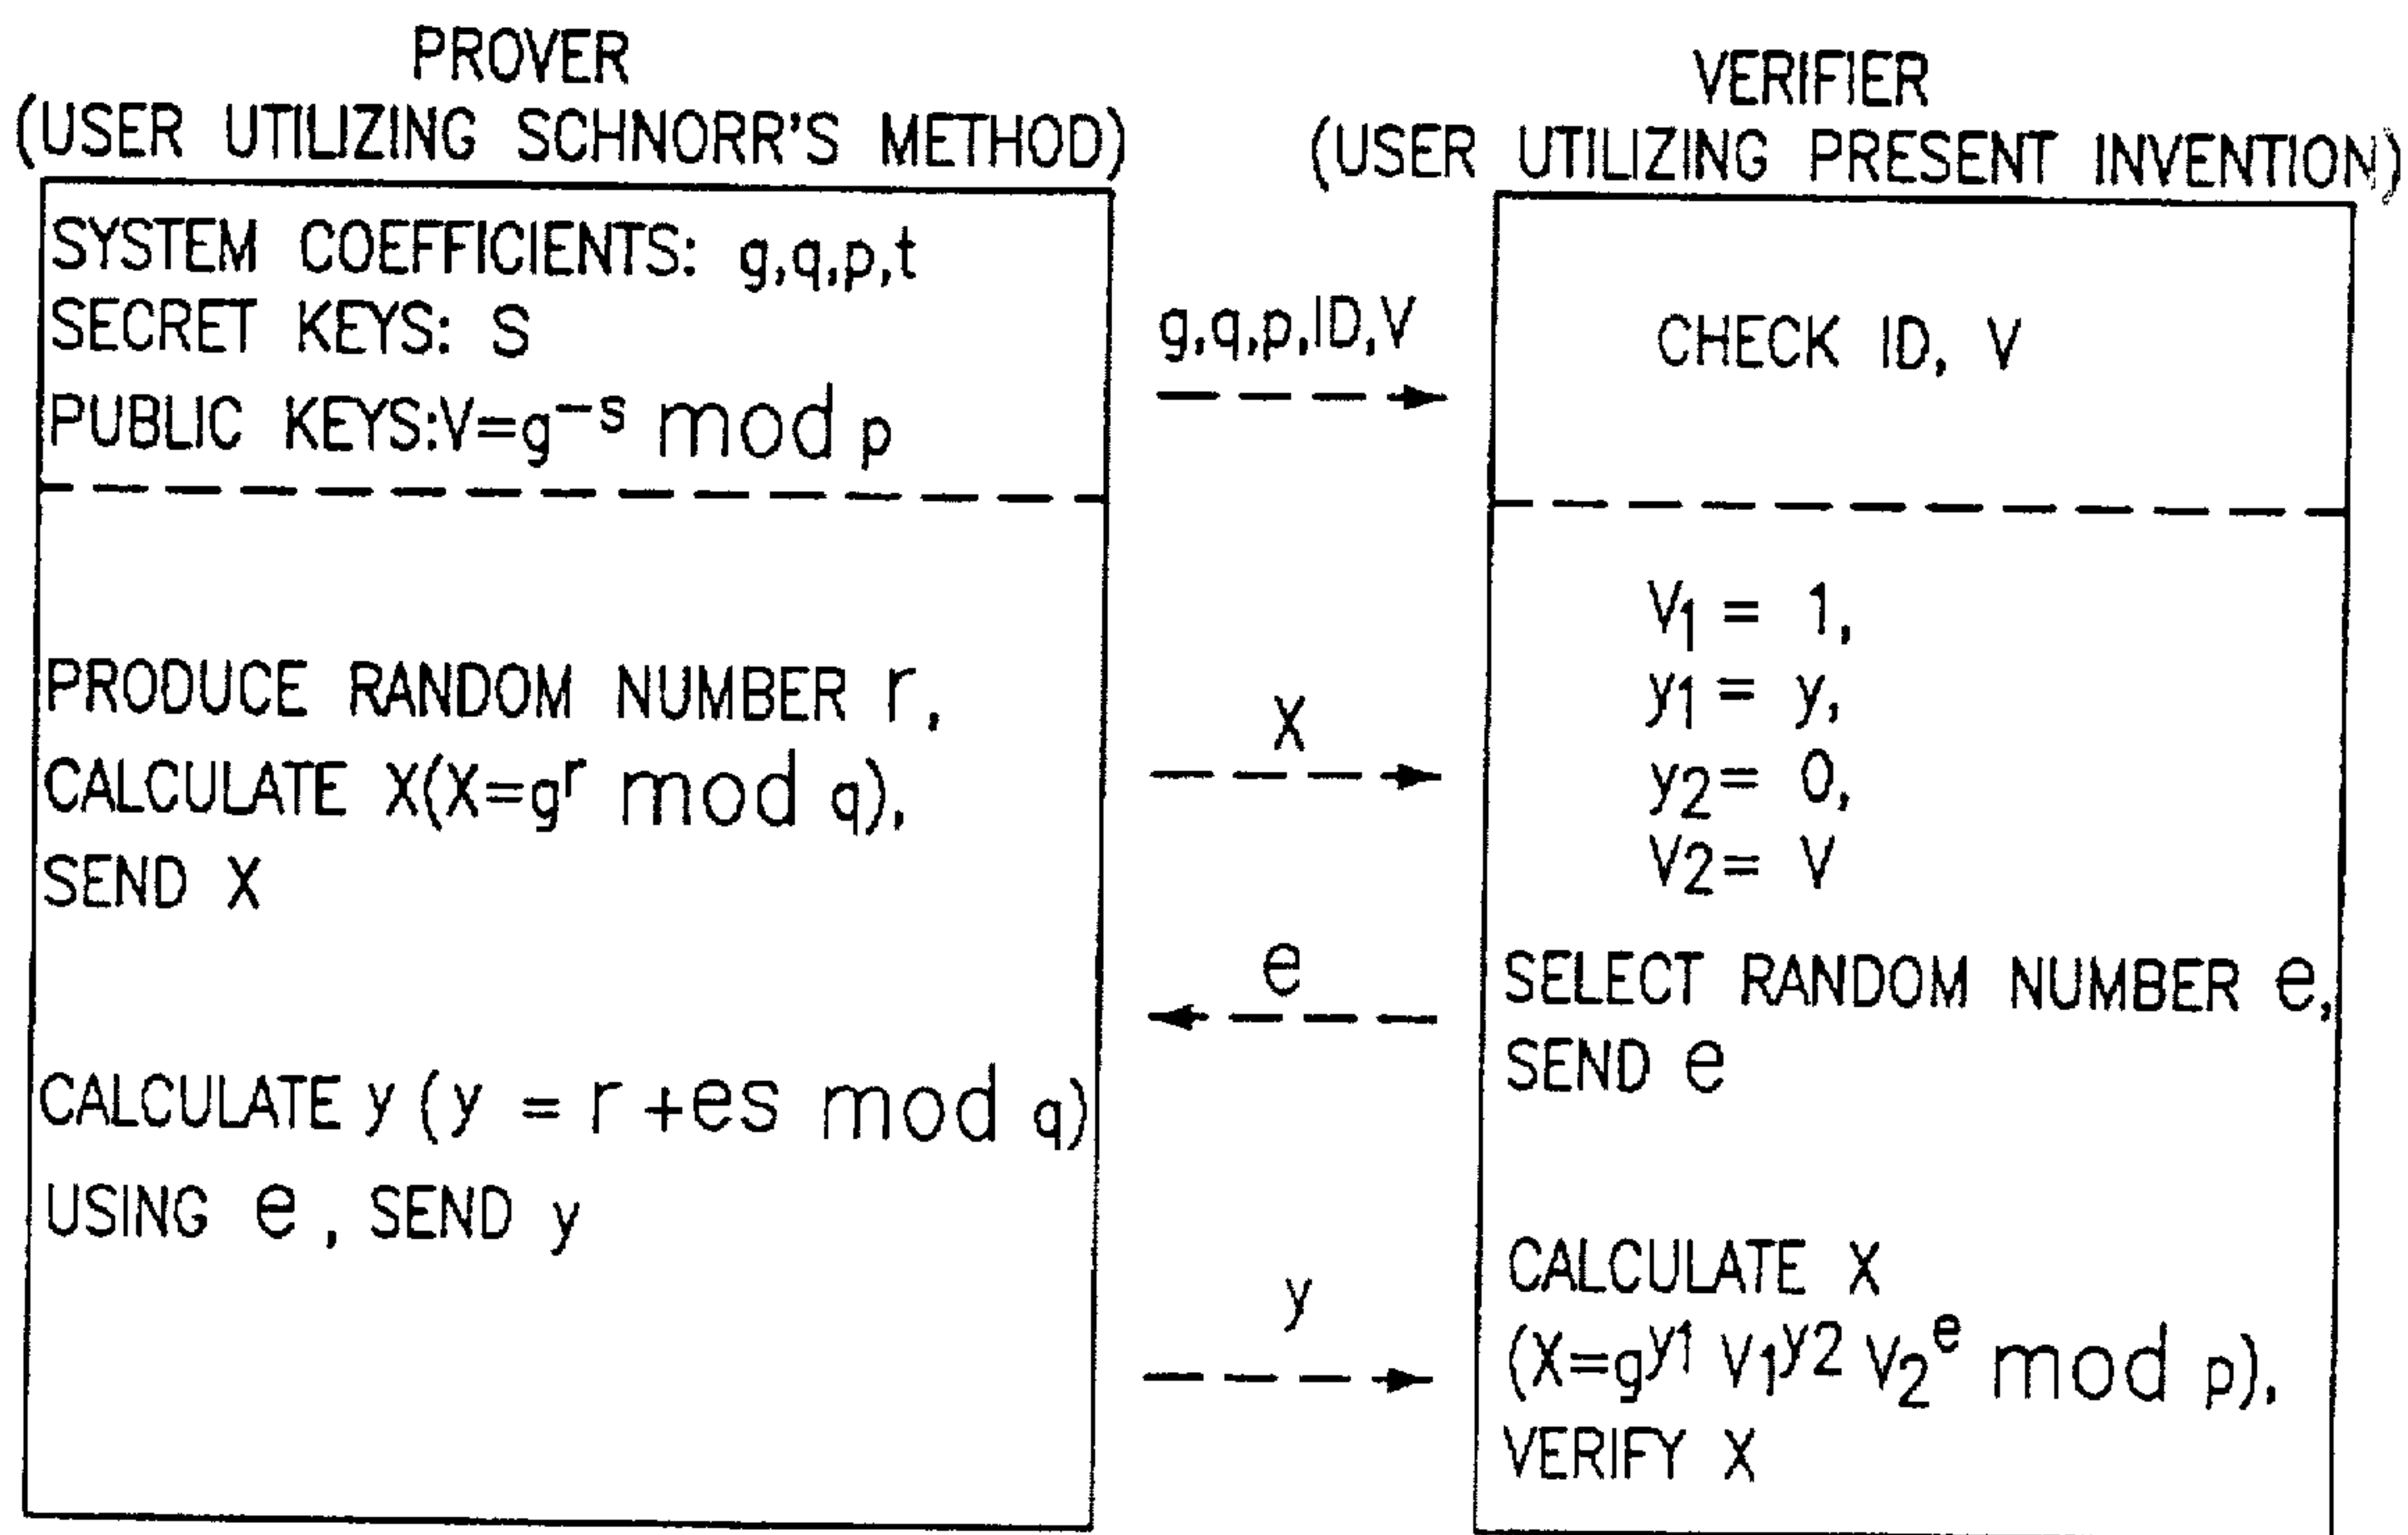 PROVER
(USER UTILIZING SCHNORR'S METHOD)
SYSTEM COEFFICIENTS: g,q,p,t
SECRET KEYS: S
PUBLIC KEYS:V=g⁻ˢ mod p
PRODUCE RANDOM NUMBER r,
CALCULATE X(X=gʳ mod q),
SEND X
CALCULATE y (y = r +es mod q)
USING e , SEND y
g,q,p,ID,V
X
e
y
VERIFIER
(USER UTILIZING PRESENT INVENTION)
CHECK ID, V
V₁ = 1,
y₁ = y,
y₂= 0,
V₂= V
SELECT RANDOM NUMBER e,
SEND e
CALCULATE X
(X=g^y1 V₁^y2 V₂^e mod p),
VERIFY X